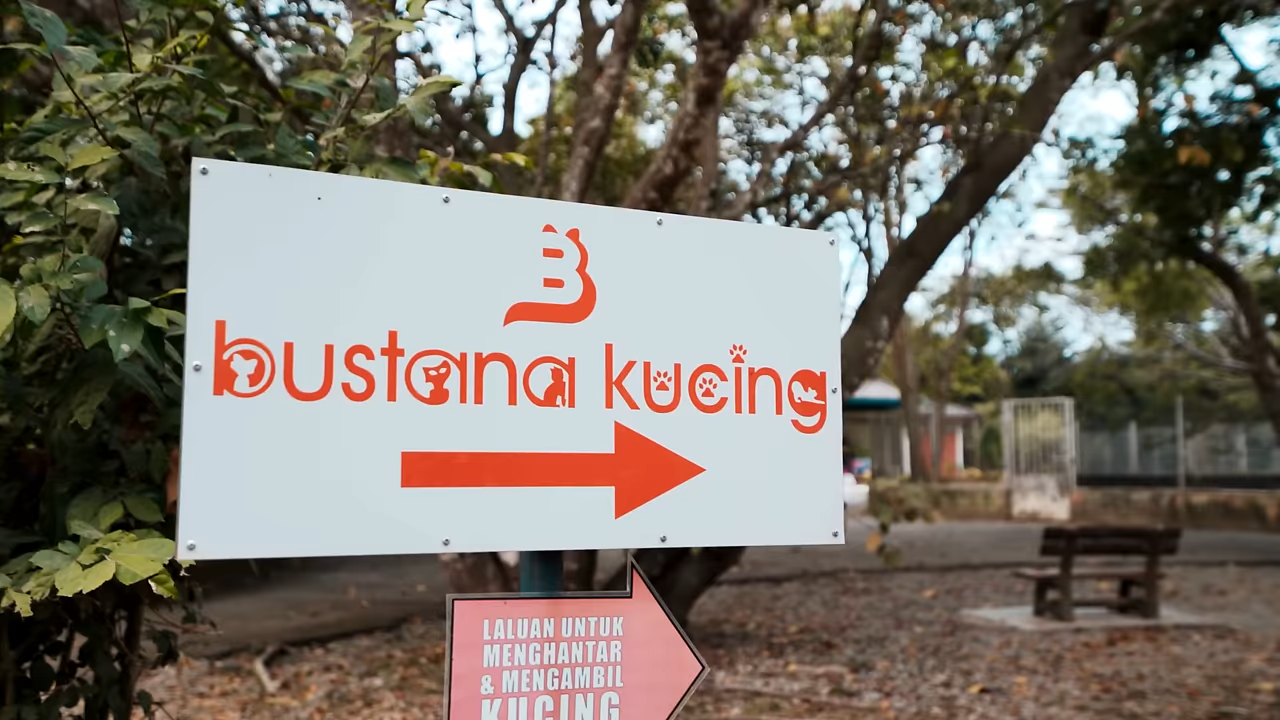 B
bustana kucing
LALUAN UNTUK
MENGHANTAR
& MENGAMBIL
KUCING